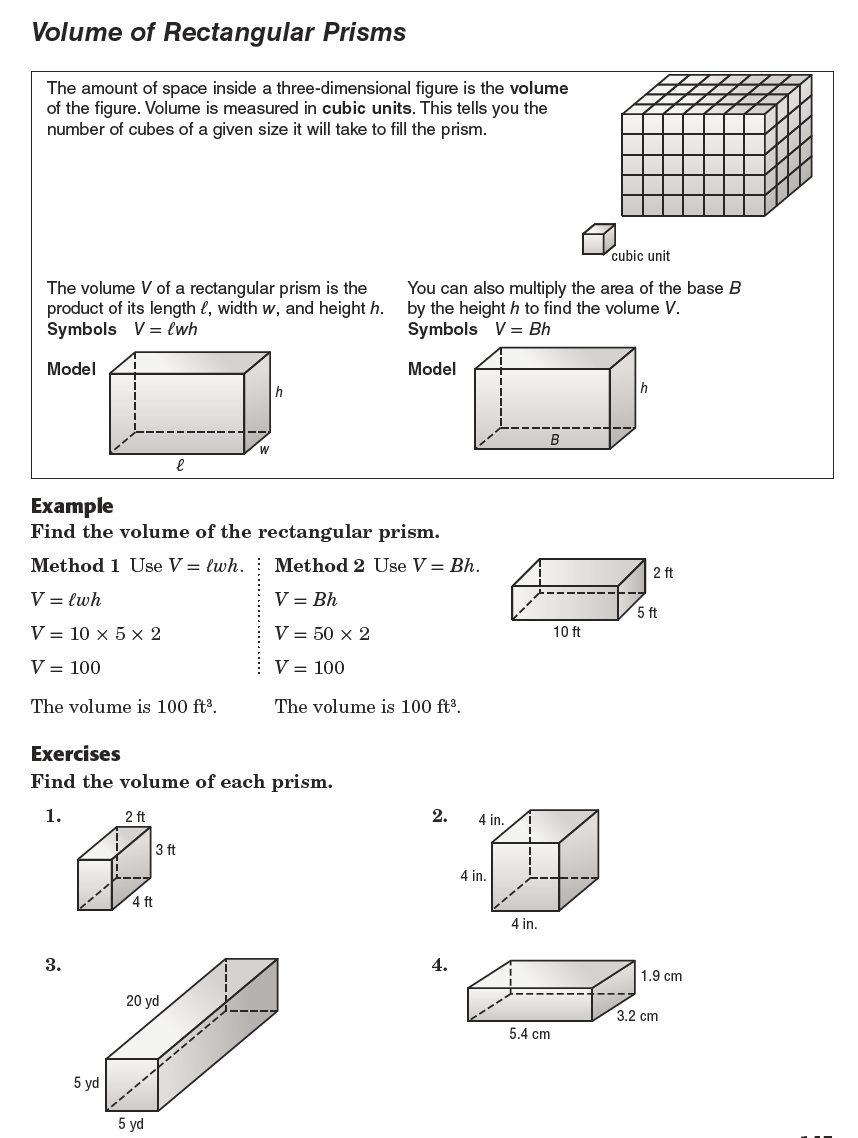 Volume of Rectangular Prisms
The amount of space inside a three-dimensional figure is the volume
of the figure. Volume is measured in cubic units. This tells you the
number of cubes of a given size it will take to fill the prism.
cubic unit
The volume V of a rectangular prism is the
product of its length ℓ, width w, and height h.
Symbols V = ℓwh
Model
h
w
ℓ
You can also multiply the area of the base B
by the height h to find the volume V.
Symbols V = Bh
Model
h
B
Example
Find the volume of the rectangular prism.
Method 1 Use V = ℓwh.
V = ℓwh
V = 10 × 5 × 2
V = 100
The volume is 100 ft³.
Method 2 Use V = Bh.
V = Bh
V = 50 × 2
V = 100
The volume is 100 ft³.
2 ft
5 ft
10 ft
Exercises
Find the volume of each prism.
1.
2 ft
3 ft
4 ft
2.
4 in.
4 in.
4 in.
3.
20 yd
5 yd
5 yd
4.
1.9 cm
3.2 cm
5.4 cm